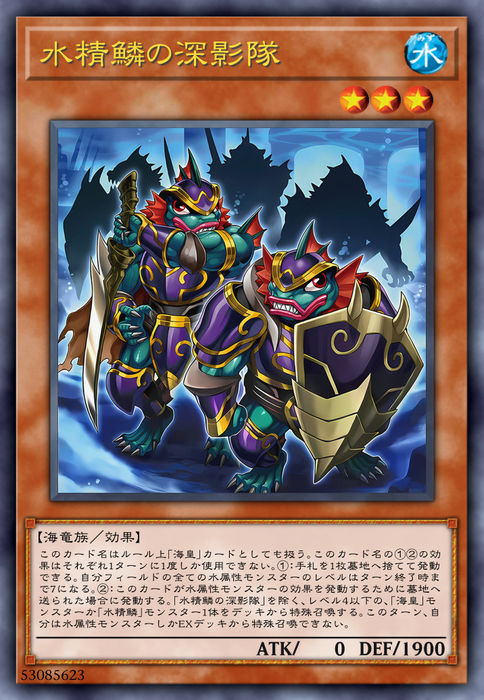 水精鱗の深影隊
みず
水
【海竜族／効果】
このカード名はルール上「海皇」カードとしても扱う。このカード名の①②の効
果はそれぞれ1ターンに1度しか使用できない。①：手札を1枚墓地へ捨てて発動
できる。自分フィールドの全ての水属性モンスターのレベルはターン終了時ま
で7になる。②：このカードが水属性モンスターの効果を発動するために墓地へ
送られた場合に発動する。「水精鱗の深影隊」を除く、レベル4以下の、「海皇」モ
ンスターか「水精鱗」モンスター1体をデッキから特殊召喚する。このターン、自
分は水属性モンスターしかEXデッキから特殊召喚できない。
ATK/ 0 DEF/1900
53085623